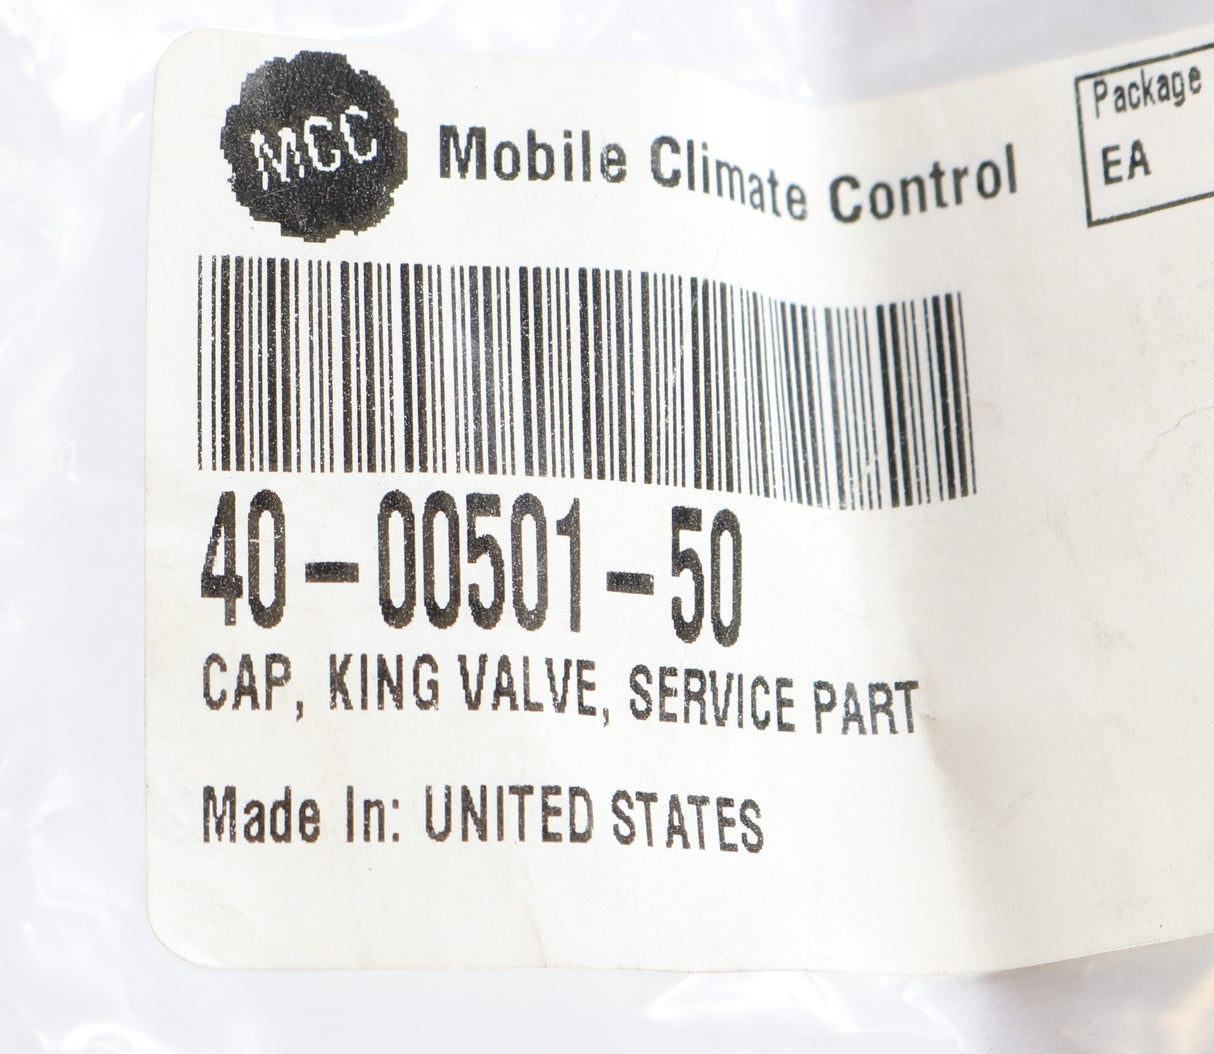 MCC
Mobile Climate Control
Package
EA
40-00501-50
CAP, KING VALVE, SERVICE PART
Made In: UNITED STATES